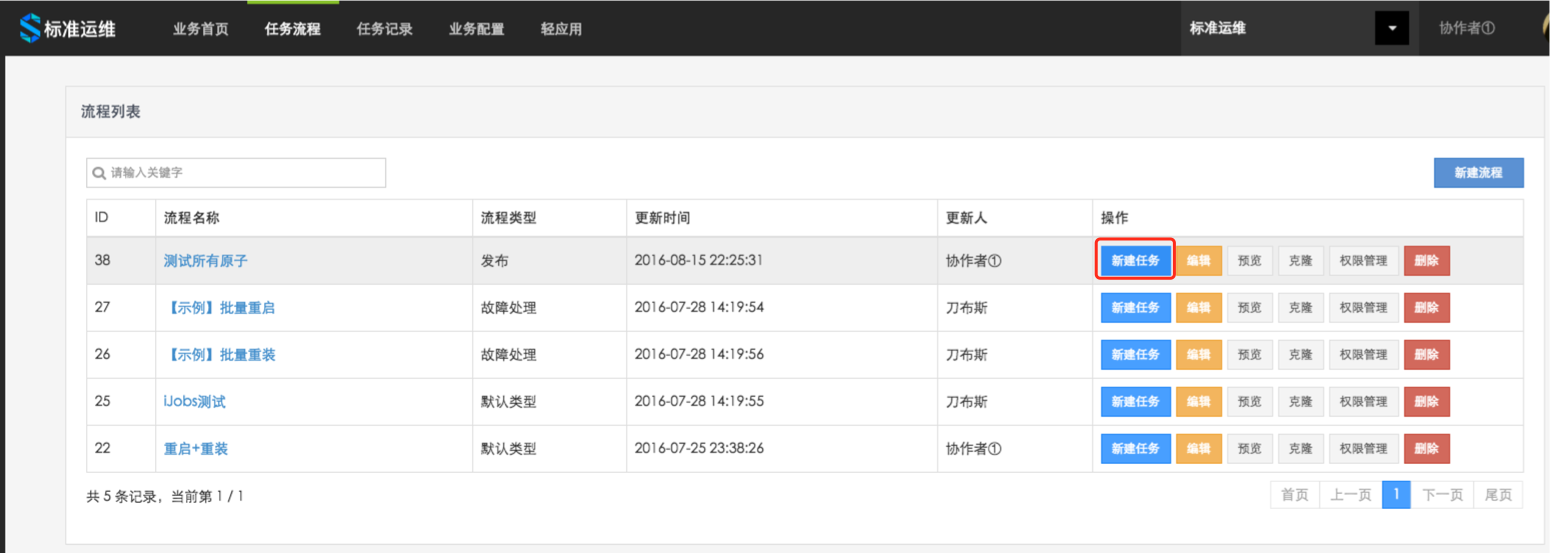 标准运维 业务首页 任务流程 任务记录 业务配置 轻应用 标准运维 协作者①
流程列表
请输入关键字 新建流程
ID 流程名称 流程类型 更新时间 更新人 操作
38 测试所有原子 发布 2016-08-15 22:25:31 协作者① 新建任务 编辑 预览 克隆 权限管理 删除
27 【示例】批量重启 故障处理 2016-07-28 14:19:54 刀布斯 新建任务 编辑 预览 克隆 权限管理 删除
26 【示例】批量重装 故障处理 2016-07-28 14:19:56 刀布斯 新建任务 编辑 预览 克隆 权限管理 删除
25 iJobs测试 默认类型 2016-07-28 14:19:55 刀布斯 新建任务 编辑 预览 克隆 权限管理 删除
22 重启+重装 默认类型 2016-07-25 23:38:26 协作者① 新建任务 编辑 预览 克隆 权限管理 删除
共 5 条记录，当前第 1 / 1 首页 上一页 1 下一页 尾页